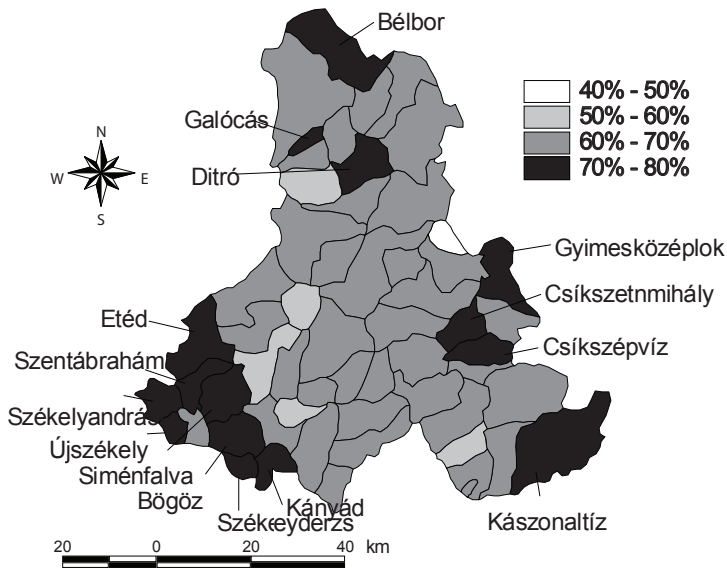 Bélbor
40% - 50%
50% - 60%
60% - 70%
70% - 80%
Galócás
Ditró
N
W E
S
Gyimesközéplok
Csíkszetnmihály
Csíkszépvíz
Etéd
Szentábrahám
Székelyandrás
Újszékely
Siménfalva
Bögöz
Kányád
Kászonaltíz
20 0 20 40 km